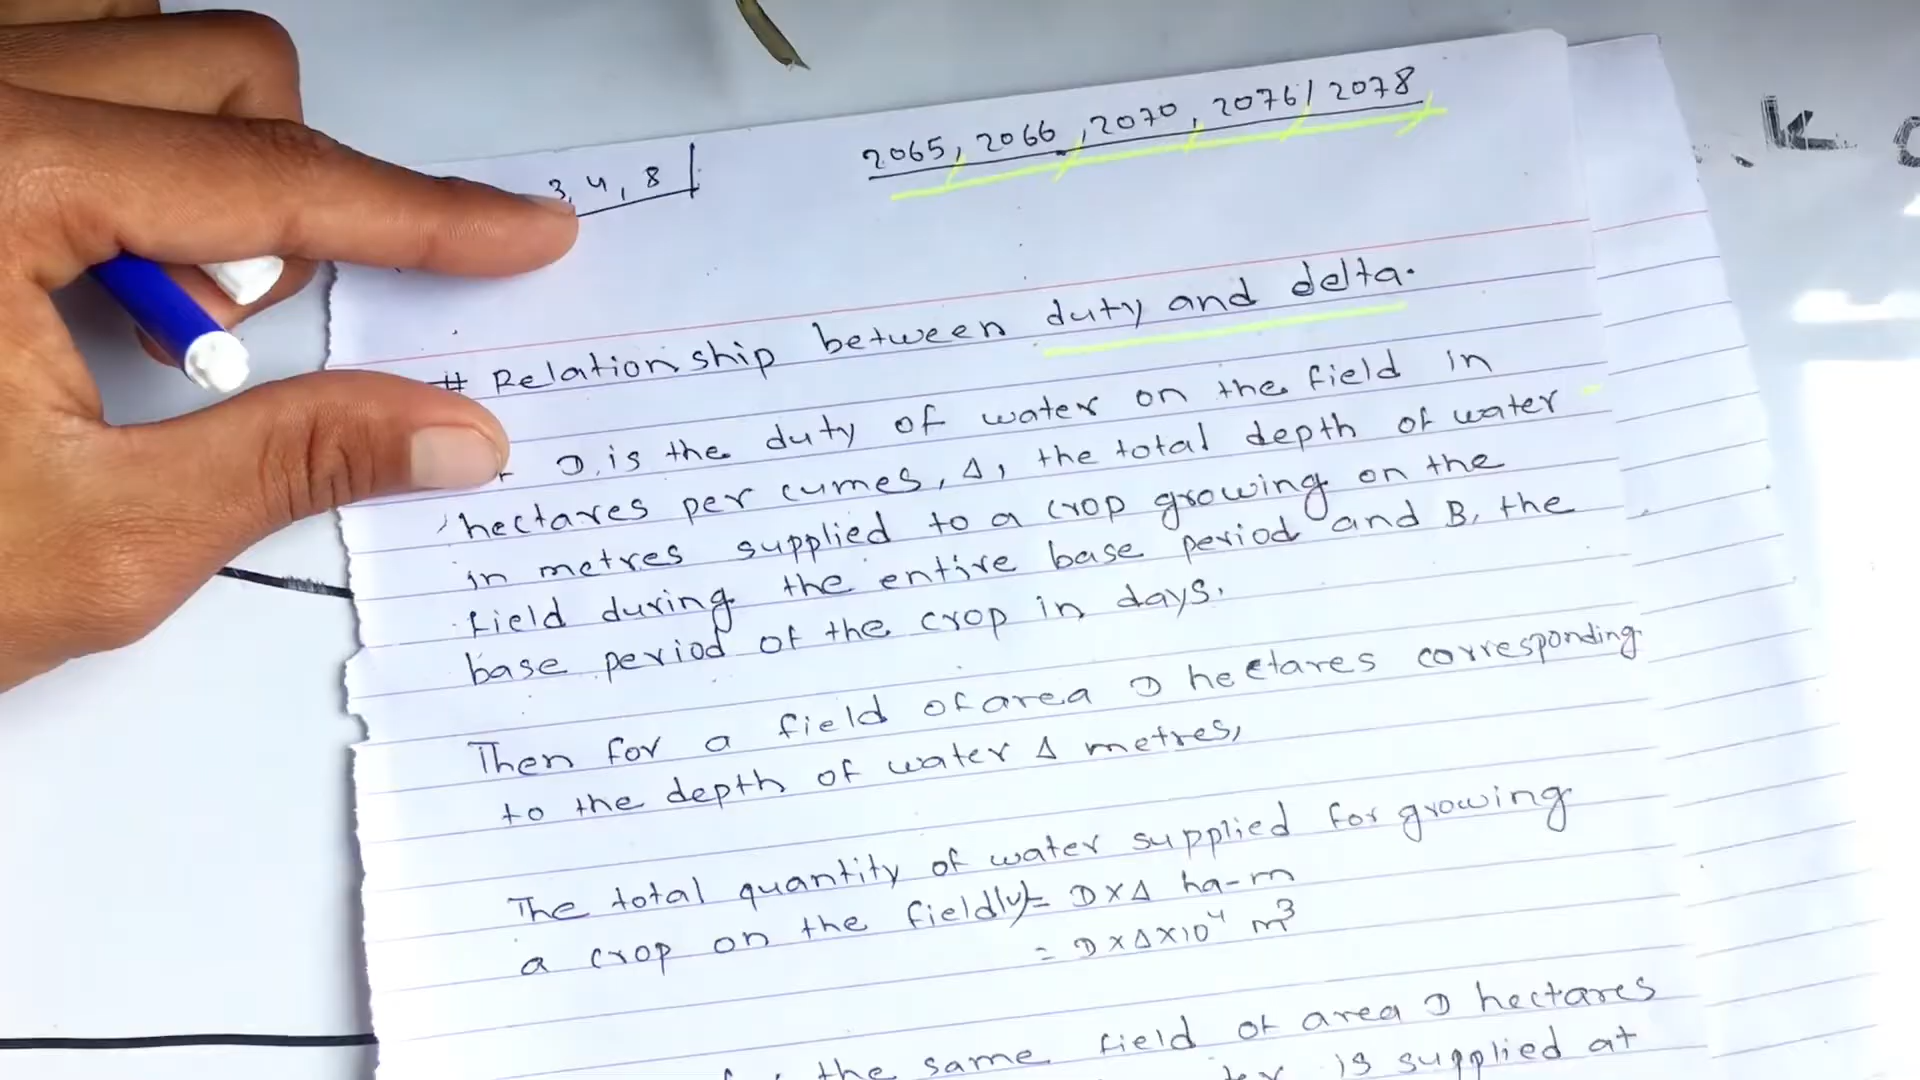 3, 4, 8
2065, 2066, 2070, 2076/ 2078
# Relationship between duty and delta.
D, is the duty of water on the field in
hectares per cumes, Δ, the total depth of water
in metres supplied to a crop growing on the
field during the entire base period and B, the
base period of the crop in days.
Then for a field of area D hectares corresponding
to the depth of water Δ metres,
The total quantity of water supplied for growing
a crop on the field(V)= D×Δ ha-m
= D×Δ×10⁴ m³
the same field of area D hectares
is supplied at
K